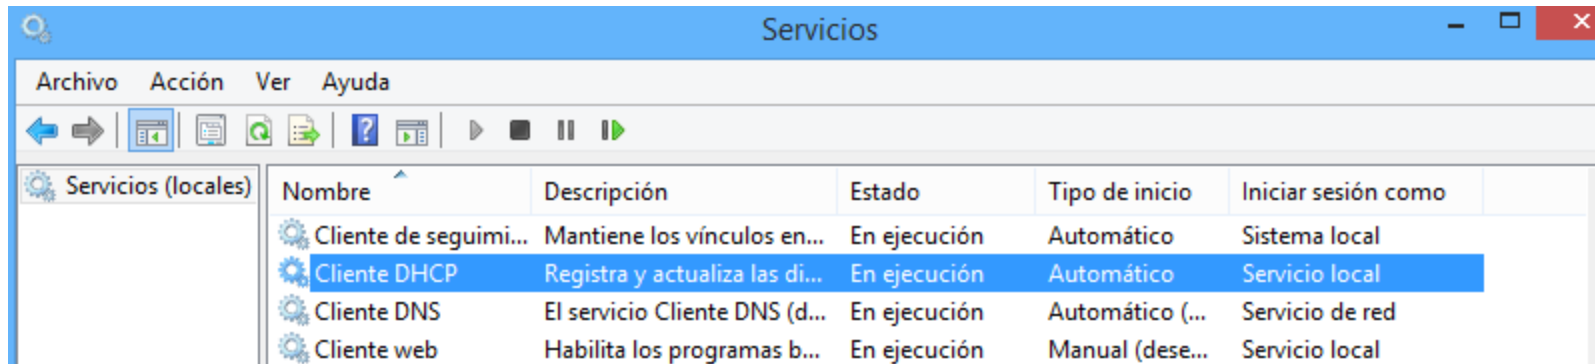 Servicios
Archivo Acción Ver Ayuda
Servicios (locales)
Nombre Descripción Estado Tipo de inicio Iniciar sesión como
Cliente de seguimi... Mantiene los vínculos en... En ejecución Automático Sistema local
Cliente DHCP Registra y actualiza las di... En ejecución Automático Servicio local
Cliente DNS El servicio Cliente DNS (d... En ejecución Automático (... Servicio de red
Cliente web Habilita los programas b... En ejecución Manual (dese... Servicio local